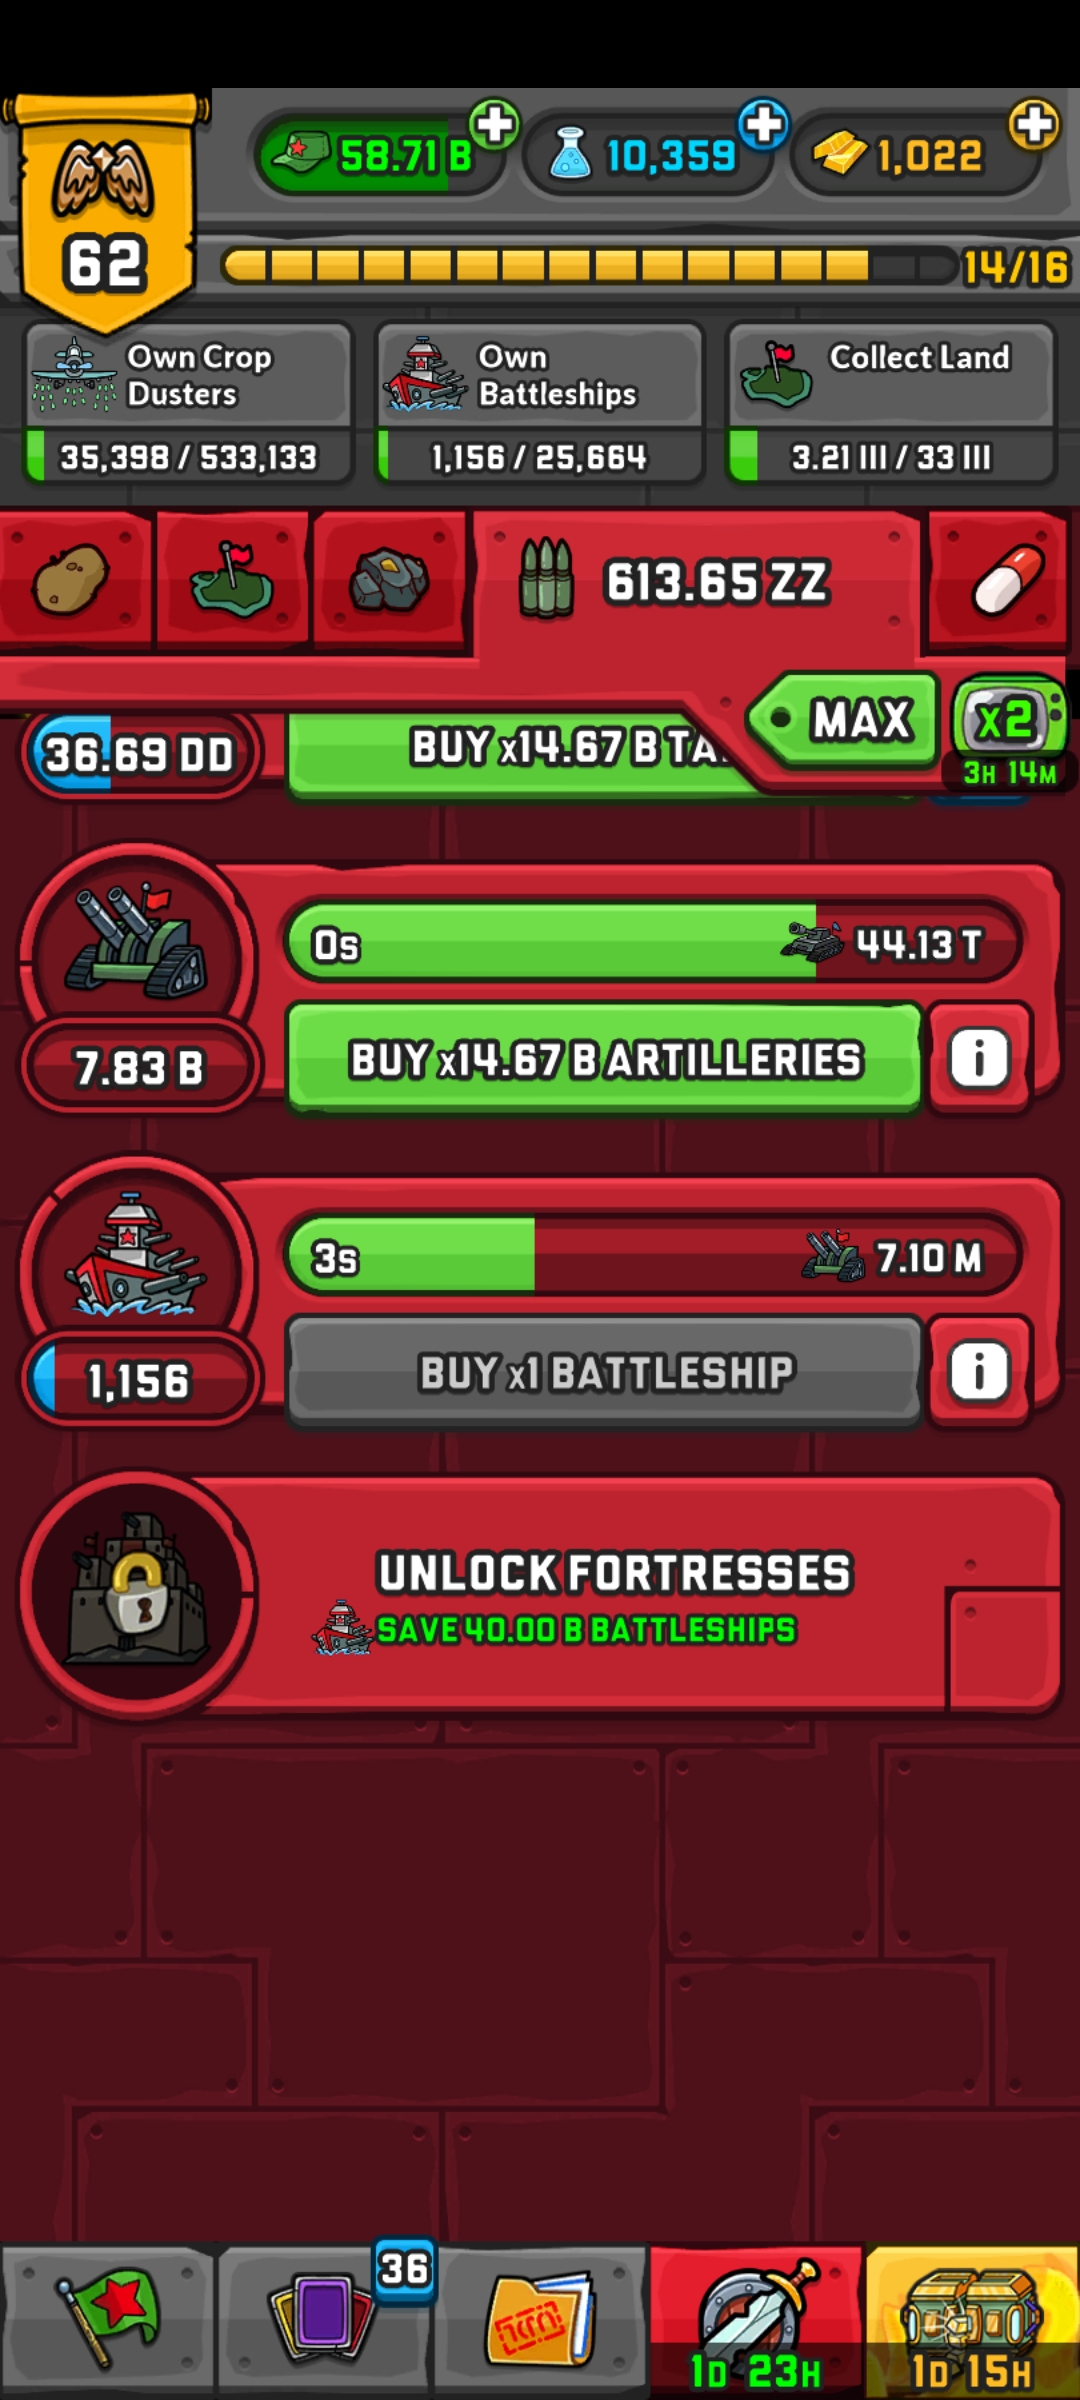 58.71 B
10,359
1,022
62
14/16
Own Crop
Dusters
Own
Battleships
Collect Land
35,398 / 533,133
1,156 / 25,664
3.21 III / 33 III
613.65 ZZ
MAX
x2
3H 14M
36.69 DD
BUY x14.67 B TA
0s
44.13 T
7.83 B
BUY x14.67 B ARTILLERIES
i
3s
7.10 M
1,156
BUY x1 BATTLESHIP
i
UNLOCK FORTRESSES
SAVE 40.00 B BATTLESHIPS
36
1D 23H
1D 15H